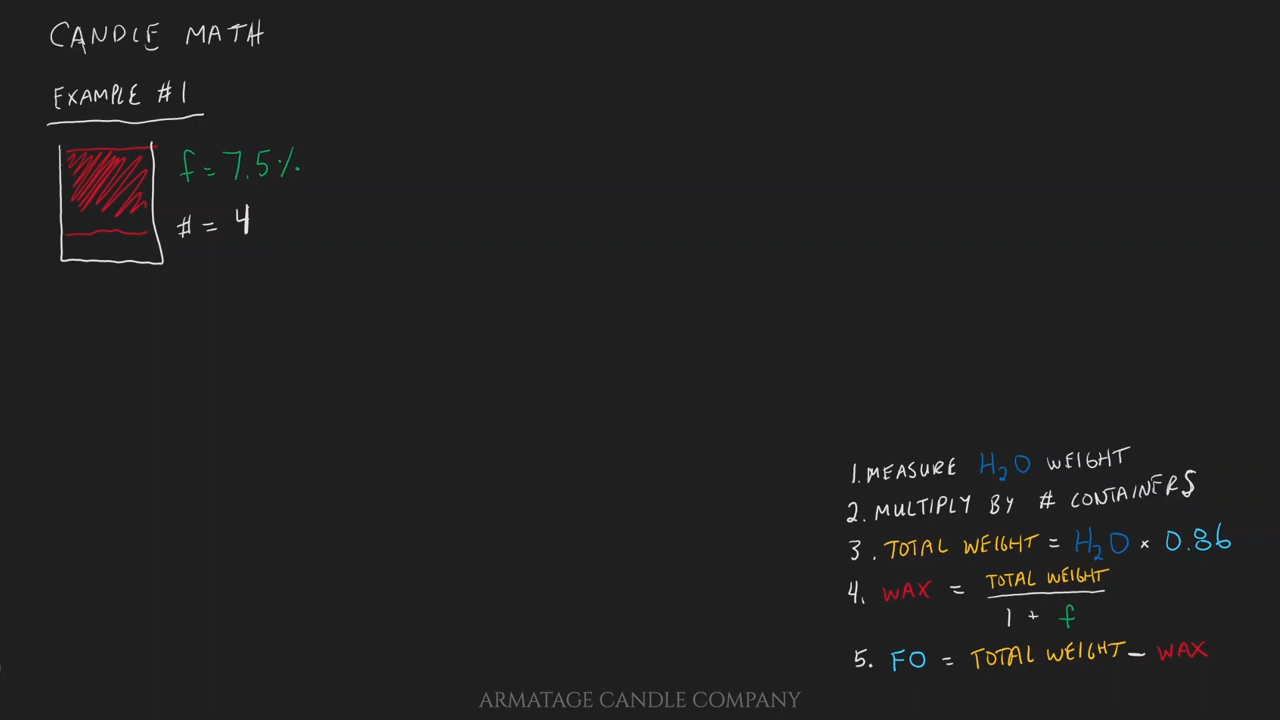 CANDLE MATH
EXAMPLE #1
f = 7.5%
# = 4
1. MEASURE H₂O WEIGHT
2. MULTIPLY BY # CONTAINERS
3. TOTAL WEIGHT = H₂O × 0.86
4. WAX = TOTAL WEIGHT
1 + f
5. FO = TOTAL WEIGHT - WAX
ARMATAGE CANDLE COMPANY